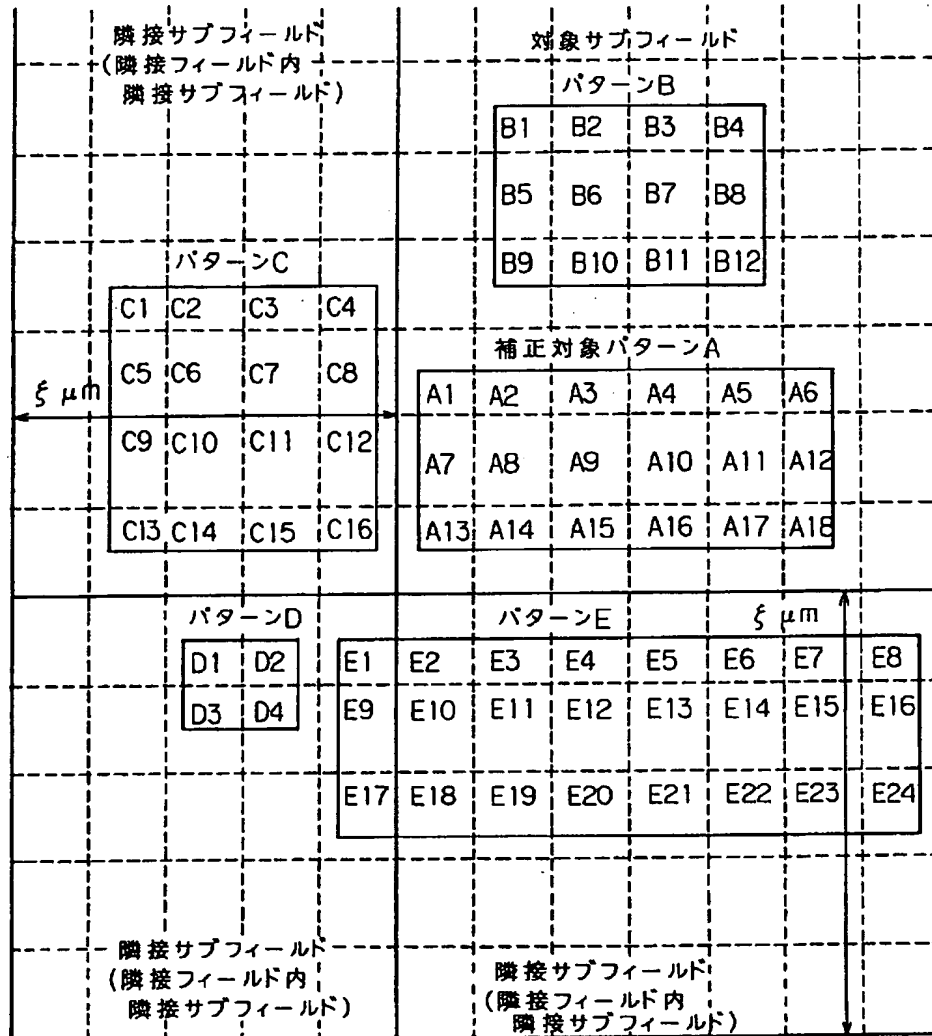 隣接サブフィールド
(隣接フィールド内
隣接サブフィールド)
対象サブフィールド
パターンB
B1 B2 B3 B4
B5 B6 B7 B8
B9 B10 B11 B12
パターンC
C1 C2 C3 C4
C5 C6 C7 C8
C9 C10 C11 C12
C13 C14 C15 C16
ξ μm
補正対象パターンA
A1 A2 A3 A4 A5 A6
A7 A8 A9 A10 A11 A12
A13 A14 A15 A16 A17 A18
パターンD
D1 D2
D3 D4
パターンE
ξ μm
E1 E2 E3 E4 E5 E6 E7 E8
E9 E10 E11 E12 E13 E14 E15 E16
E17 E18 E19 E20 E21 E22 E23 E24
隣接サブフィールド
(隣接フィールド内
隣接サブフィールド)
隣接サブフィールド
(隣接フィールド内
隣接サブフィールド)